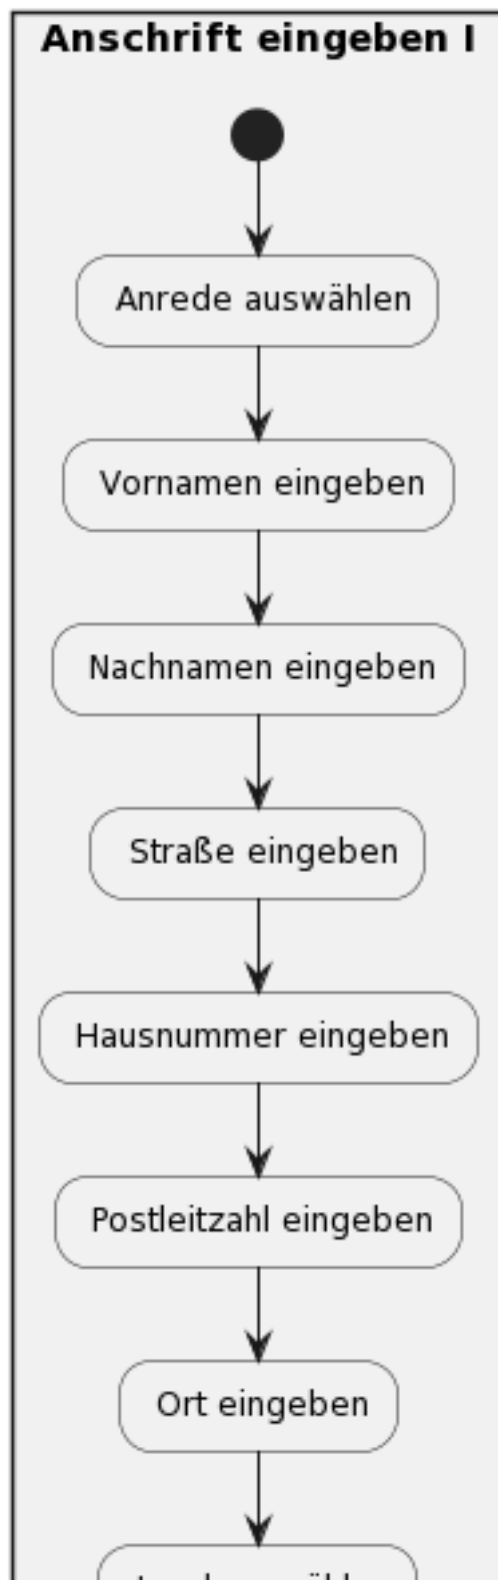 Anschrift eingeben I
Anrede auswählen
Vornamen eingeben
Nachnamen eingeben
Straße eingeben
Hausnummer eingeben
Postleitzahl eingeben
Ort eingeben